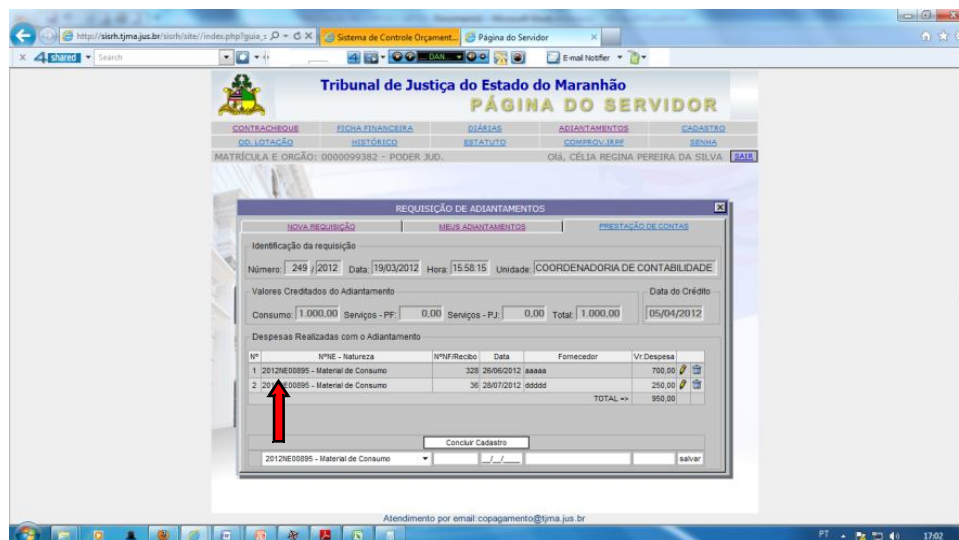 http://sisrh.tjma.jus.br/sisrh/site//index.php?guia_s
Sistema de Controle Orçament...
Página do Servidor
4 shared
Search
DAN
E-mail Notifier
Tribunal de Justiça do Estado do Maranhão
PÁGINA DO SERVIDOR
CONTRACHEQUE FICHA FINANCEIRA DIÁRIAS ADIANTAMENTOS CADASTRO
QD. LOTAÇÃO HISTÓRICO ESTATUTO COMPROV.IRPF SENHA
MATRÍCULA E ORGÃO: 0000099382 - PODER JUD. Olá, CÉLIA REGINA PEREIRA DA SILVA SAIR
REQUISIÇÃO DE ADIANTAMENTOS
NOVA REQUISIÇÃO MEUS ADIANTAMENTOS PRESTAÇÃO DE CONTAS
Identificação da requisição
Número: 249 / 2012 Data: 19/03/2012 Hora: 15:58:15 Unidade: COORDENADORIA DE CONTABILIDADE
Valores Creditados do Adiantamento Data do Crédito
Consumo: 1.000,00 Serviços - PF: 0,00 Serviços - PJ: 0,00 Total: 1.000,00 05/04/2012
Despesas Realizadas com o Adiantamento
Nº NºNE - Natureza NºNF/Recibo Data Fornecedor Vr.Despesa
1 2012NE00895 - Material de Consumo 328 26/06/2012 aaaaa 700,00
2 2012NE00895 - Material de Consumo 36 28/07/2012 ddddd 250,00
TOTAL => 950,00
Concluir Cadastro
2012NE00895 - Material de Consumo __/__/____ salvar
Atendimento por email: copagamento@tjma.jus.br
PT 17:02